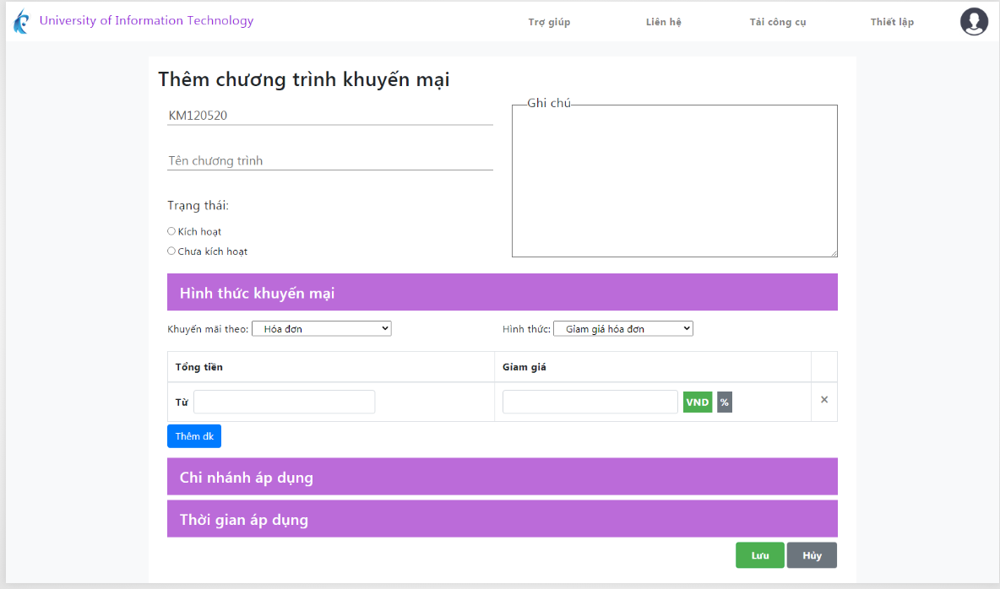 University of Information Technology
Trợ giúp
Liên hệ
Tải công cụ
Thiết lập
Thêm chương trình khuyến mại
KM120520
Tên chương trình
Trạng thái:
Kích hoạt
Chưa kích hoạt
Ghi chú
Hình thức khuyến mại
Khuyến mãi theo: Hóa đơn
Hình thức: Giam giá hóa đơn
Tổng tiền
Giam giá
Từ
VND %
×
Thêm dk
Chi nhánh áp dụng
Thời gian áp dụng
Lưu
Hủy